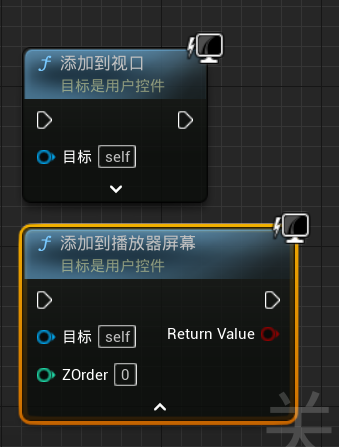 f 添加到视口
目标是用户控件
目标 self
f 添加到播放器屏幕
目标是用户控件
目标 self Return Value
ZOrder 0
关